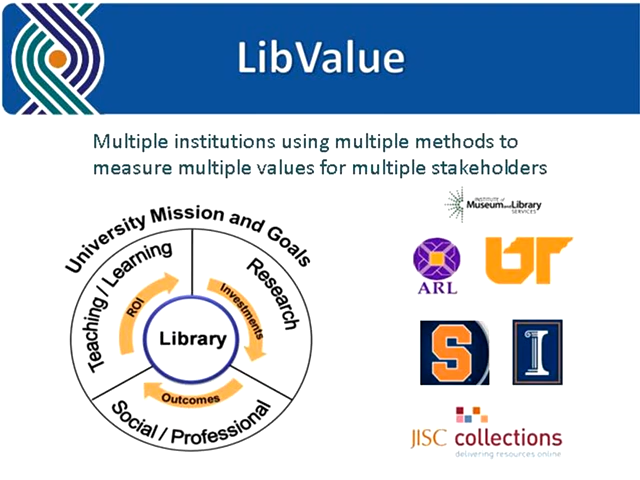 LibValue
Multiple institutions using multiple methods to
measure multiple values for multiple stakeholders
University Mission and Goals
Teaching / Learning
Research
Social / Professional
ROI
Investments
Outcomes
Library
INSTITUTE of
Museum and Library
SERVICES
ARL
UT
S
I
JISC collections
delivering resources online